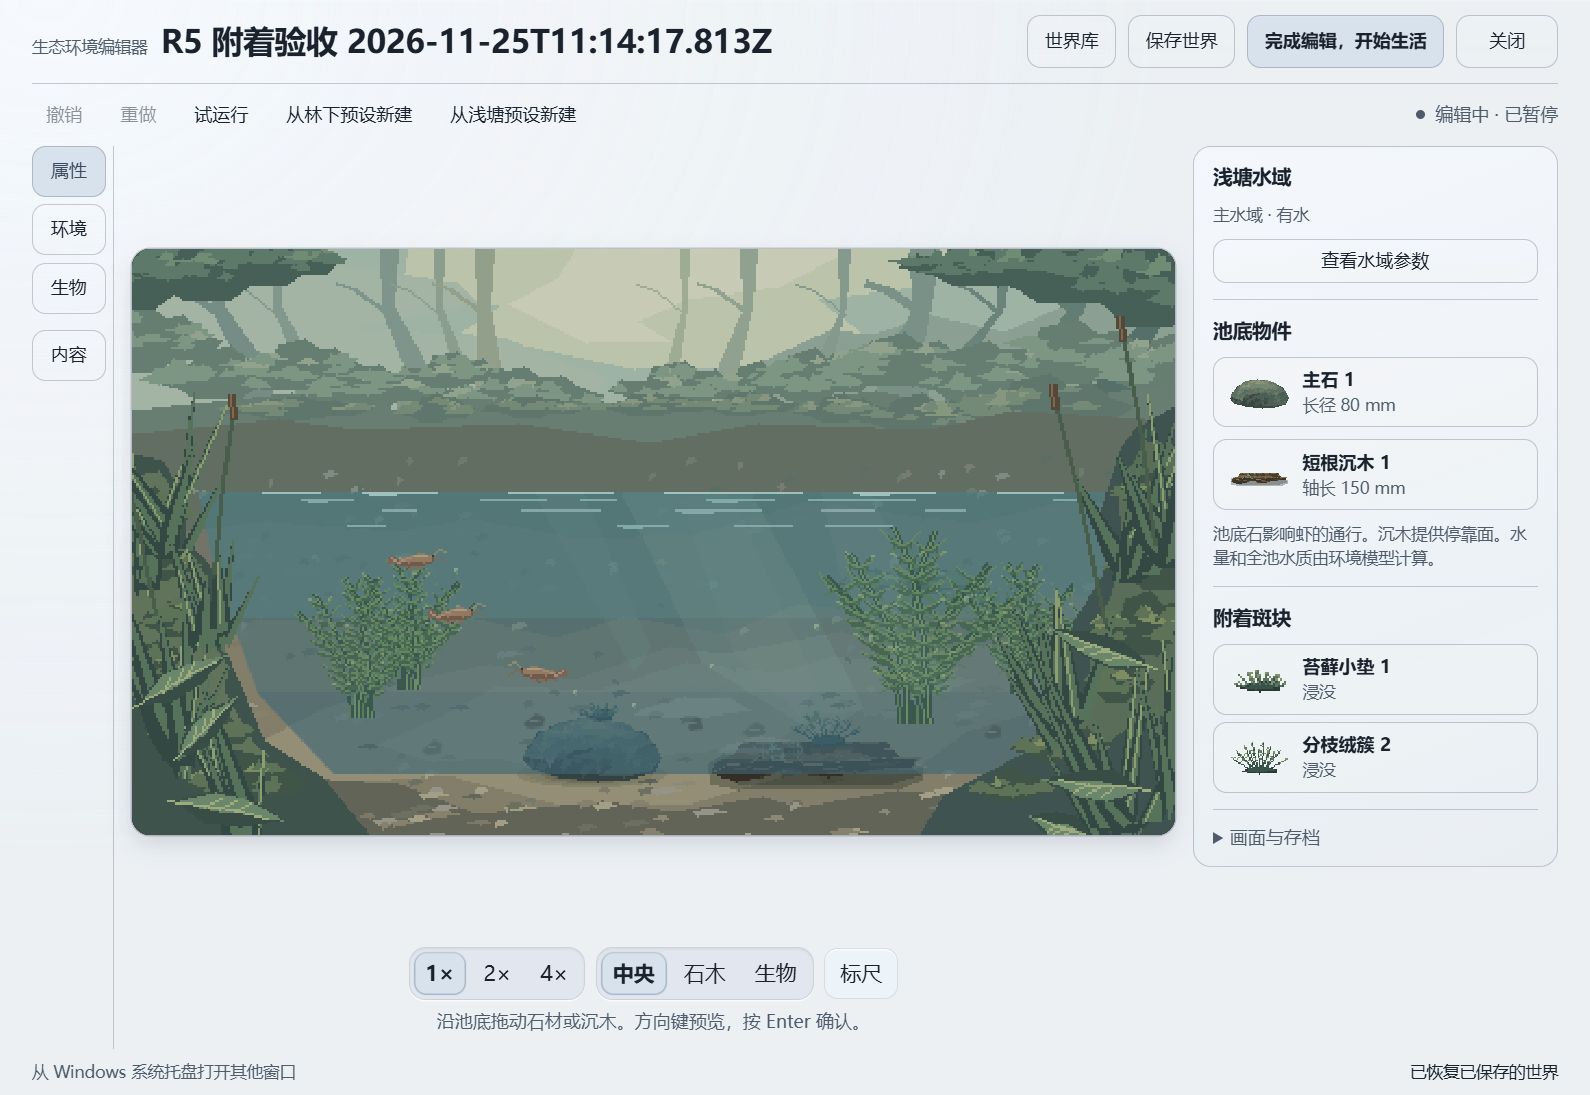 生态环境编辑器 R5 附着验收 2026-11-25T11:14:17.813Z 世界库 保存世界 完成编辑，开始生活 关闭
撤销 重做 试运行 从林下预设新建 从浅塘预设新建 编辑中 · 已暂停
属性
环境
生物
内容
浅塘水域
主水域 · 有水
查看水域参数
池底物件
主石 1
长径 80 mm
短根沉木 1
轴长 150 mm
池底石影响虾的通行。沉木提供停靠面。水
量和全池水质由环境模型计算。
附着斑块
苔藓小垫 1
浸没
分枝绒簇 2
浸没
画面与存档
1× 2× 4× 中央 石木 生物 标尺
沿池底拖动石材或沉木。方向键预览，按 Enter 确认。
从 Windows 系统托盘打开其他窗口 已恢复已保存的世界